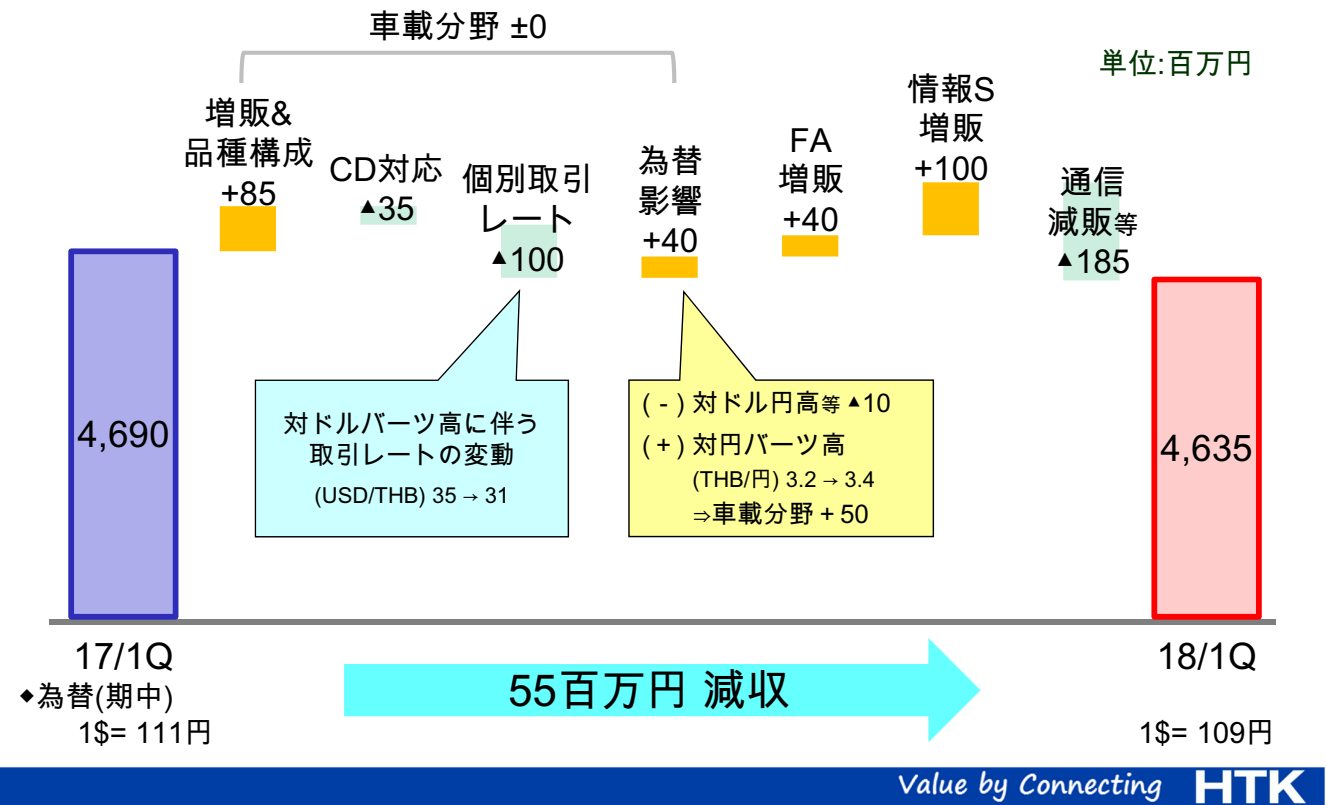 車載分野 ±0
単位:百万円
増販&
品種構成
+85
CD対応
▲35
個別取引
レート
▲100
為替
影響
+40
FA
増販
+40
情報S
増販
+100
通信
減販等
▲185
4,690
対ドルバーツ高に伴う
取引レートの変動
(USD/THB) 35→31
( - ) 対ドル円高等 ▲10
( + ) 対円バーツ高
(THB/円) 3.2→3.4
⇒車載分野+50
4,635
17/1Q
◆為替(期中)
1$= 111円
55百万円 減収
18/1Q
1$= 109円
Value by Connecting
HTK